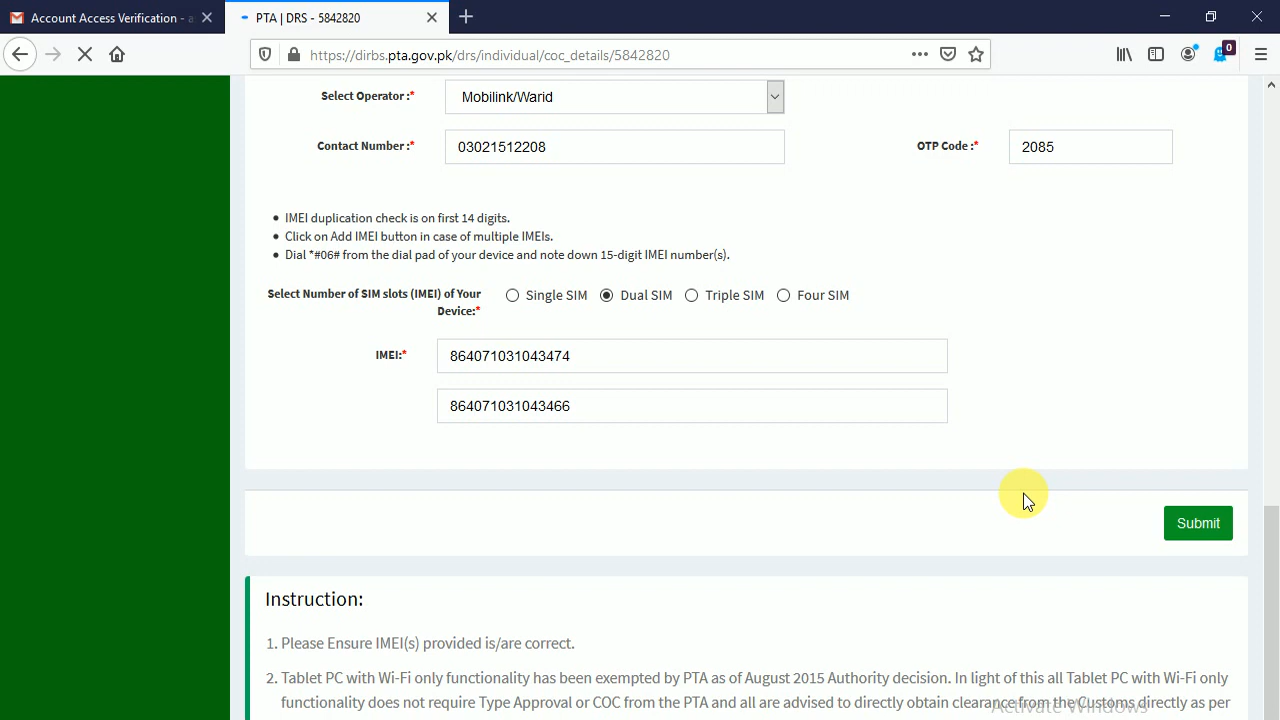 Account Access Verification - a
PTA | DRS - 5842820
https://dirbs.pta.gov.pk/drs/individual/coc_details/5842820
0
Select Operator :*
Mobilink/Warid
Contact Number :*
03021512208
OTP Code :*
2085
IMEI duplication check is on first 14 digits.
Click on Add IMEI button in case of multiple IMEIs.
Dial *#06# from the dial pad of your device and note down 15-digit IMEI number(s).
Select Number of SIM slots (IMEI) of Your
Device:*
Single SIM
Dual SIM
Triple SIM
Four SIM
IMEI:*
864071031043474
864071031043466
Submit
Instruction:
1. Please Ensure IMEI(s) provided is/are correct.
2. Tablet PC with Wi-Fi only functionality has been exempted by PTA as of August 2015 Authority decision. In light of this all Tablet PC with Wi-Fi only
functionality does not require Type Approval or COC from the PTA and all are advised to directly obtain clearance from the Customs directly as per
Activate Windows